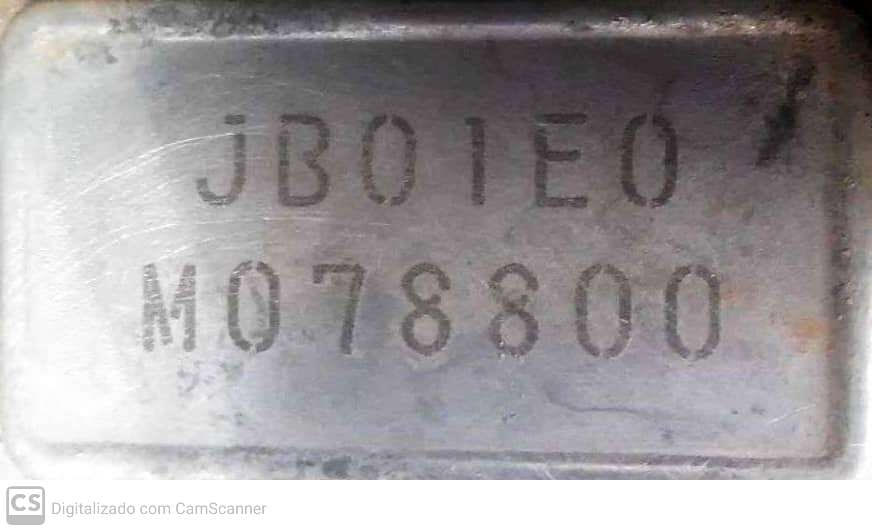 JB01E0
M078800
CS Digitalizado com CamScanner